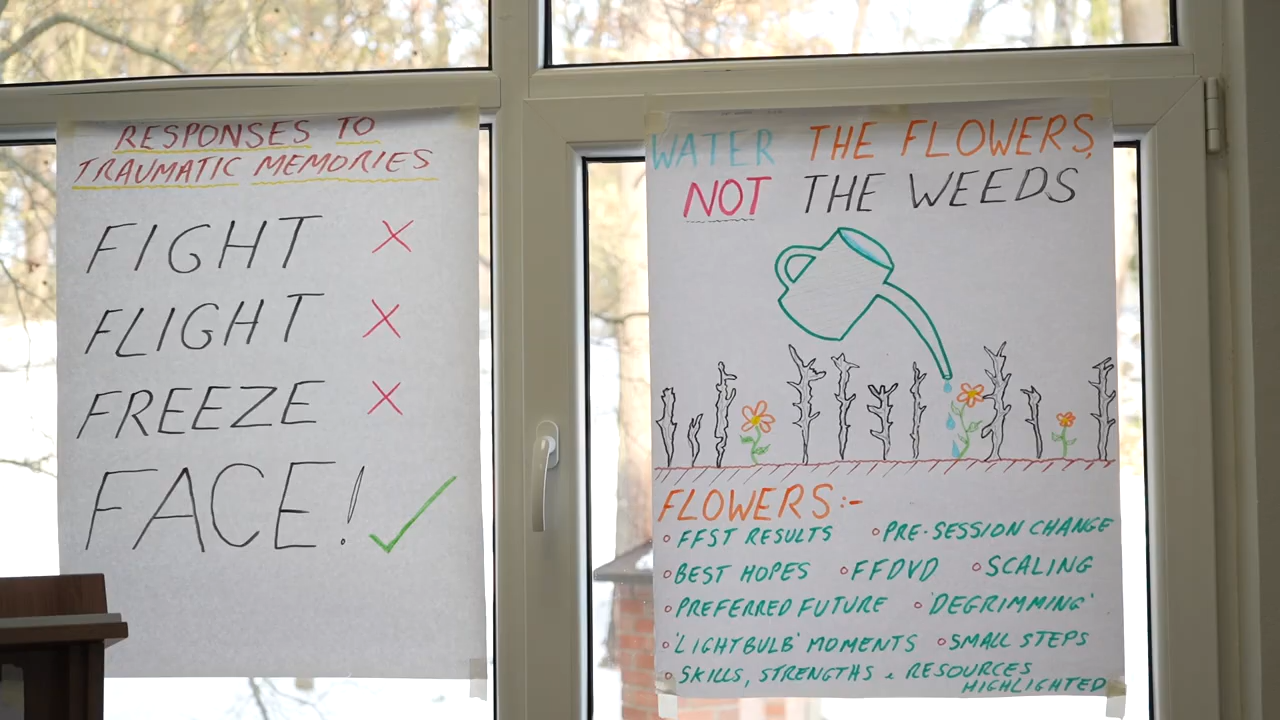 RESPONSES TO
TRAUMATIC MEMORIES
FIGHT X
FLIGHT X
FREEZE X
FACE! ✓
WATER THE FLOWERS,
NOT THE WEEDS
FLOWERS:-
FFST RESULTS
PRE-SESSION CHANGE
BEST HOPES
FFDVD
SCALING
PREFERRED FUTURE
'DEGRIMMING'
'LIGHTBULB' MOMENTS
SMALL STEPS
SKILLS, STRENGTHS & RESOURCES
HIGHLIGHTED